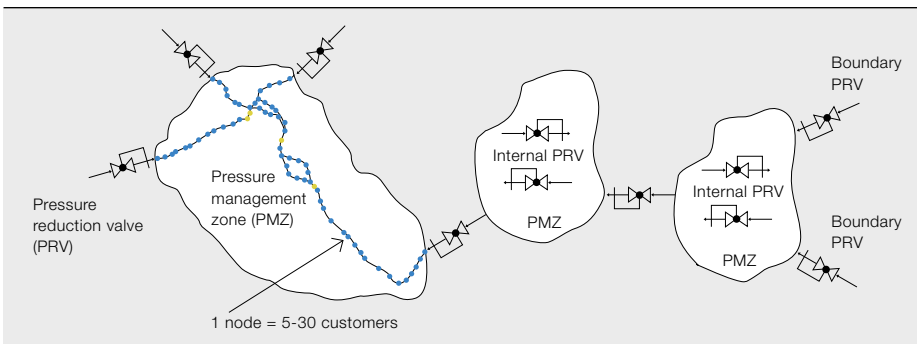 Pressure
reduction valve
(PRV)
Pressure
management
zone (PMZ)
1 node = 5-30 customers
Internal PRV
PMZ
Internal PRV
PMZ
Boundary
PRV
Boundary
PRV